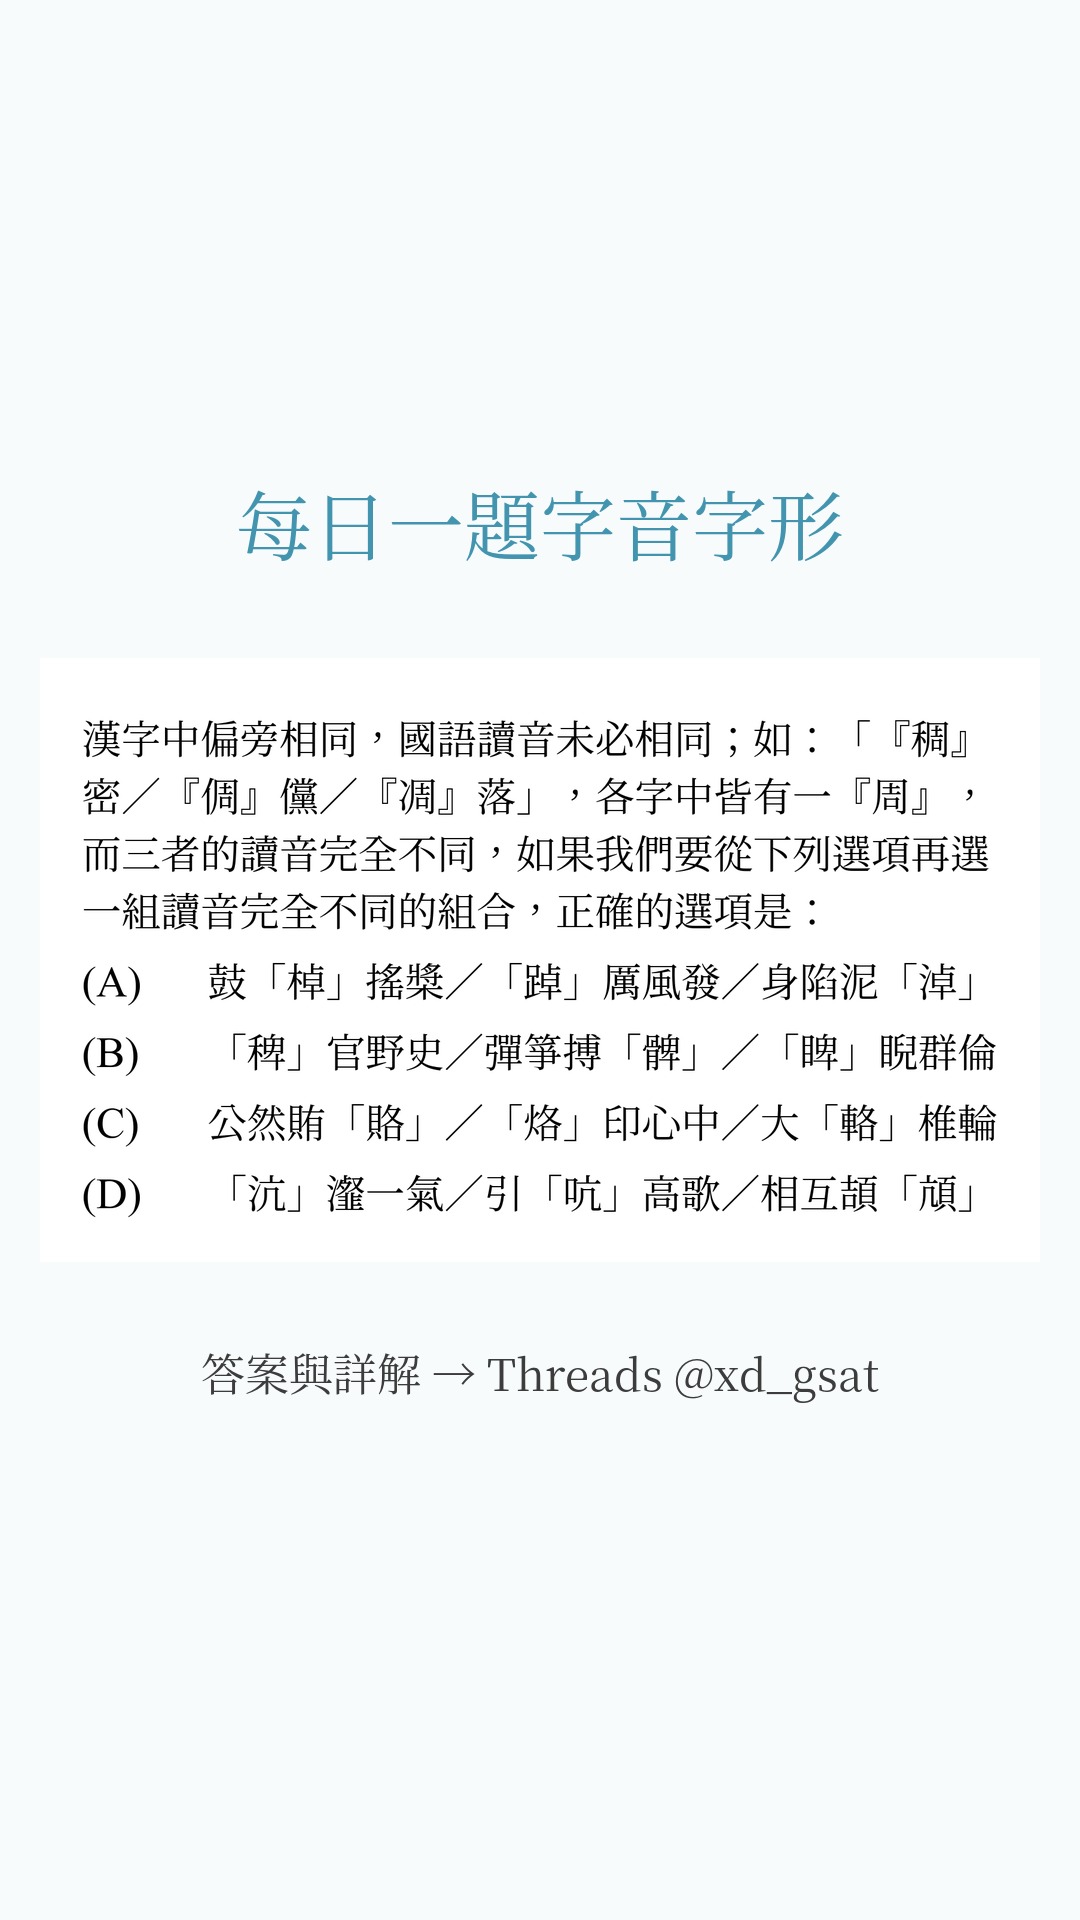 每日一題字音字形
漢字中偏旁相同，國語讀音未必相同；如：「『稠』
密／『倜』儻／『凋』落」，各字中皆有一『周』，
而三者的讀音完全不同，如果我們要從下列選項再選
一組讀音完全不同的組合，正確的選項是：
(A) 鼓「棹」搖槳／「踔」厲風發／身陷泥「淖」
(B) 「稗」官野史／彈箏搏「髀」／「睥」睨群倫
(C) 公然賄「賂」／「烙」印心中／大「輅」椎輪
(D) 「沆」瀣一氣／引「吭」高歌／相互頡「頏」
答案與詳解 → Threads @xd_gsat